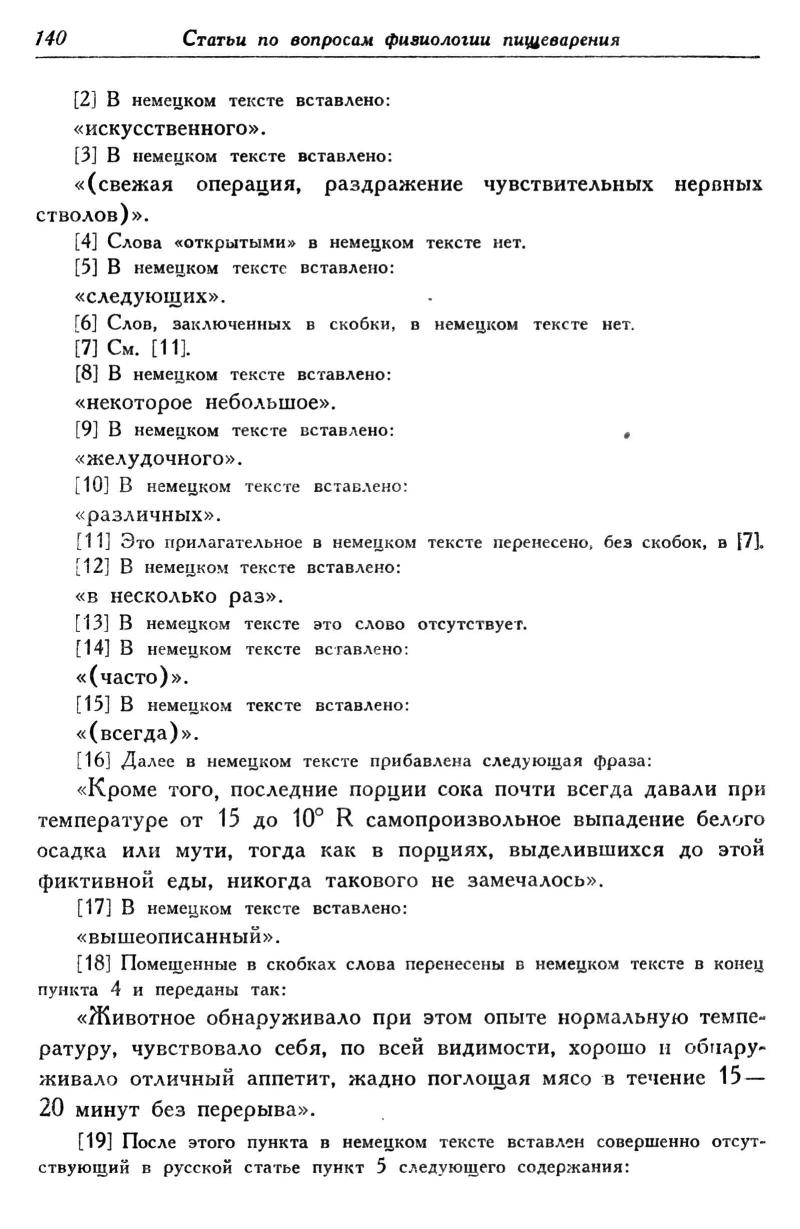 140 Статьи по вопросам физиологии пищеварения
[2] В немецком тексте вставлено:
«искусственного».
[3] В немецком тексте вставлено:
«(свежая операция, раздражение чувствительных нервных
стволов)».
[4] Слова «открытыми» в немецком тексте нет.
[5] В немецком тексте вставлено:
«следующих».
[6] Слов, заключенных в скобки, в немецком тексте нет.
[7] См. [11].
[8] В немецком тексте вставлено:
«некоторое небольшое».
[9] В немецком тексте вставлено:
«желудочного».
[10] В немецком тексте вставлено:
«различных».
[11] Это прилагательное в немецком тексте перенесено, без скобок, в [7].
[12] В немецком тексте вставлено:
«в несколько раз».
[13] В немецком тексте это слово отсутствует.
[14] В немецком тексте вставлено:
«(часто)».
[15] В немецком тексте вставлено:
«(всегда)».
[16] Далее в немецком тексте прибавлена следующая фраза:
«Кроме того, последние порции сока почти всегда давали при
температуре от 15 до 10° R самопроизвольное выпадение белого
осадка или мути, тогда как в порциях, выделившихся до этой
фиктивной еды, никогда такового не замечалось».
[17] В немецком тексте вставлено:
«вышеописанный».
[18] Помещенные в скобках слова перенесены в немецком тексте в конец
пункта 4 и переданы так:
«Животное обнаруживало при этом опыте нормальную темпе-
ратуру, чувствовало себя, по всей видимости, хорошо и обнару-
живало отличный аппетит, жадно поглощая мясо в течение 15—
20 минут без перерыва».
[19] После этого пункта в немецком тексте вставлен совершенно отсут-
ствующий в русской статье пункт 5 следующего содержания: